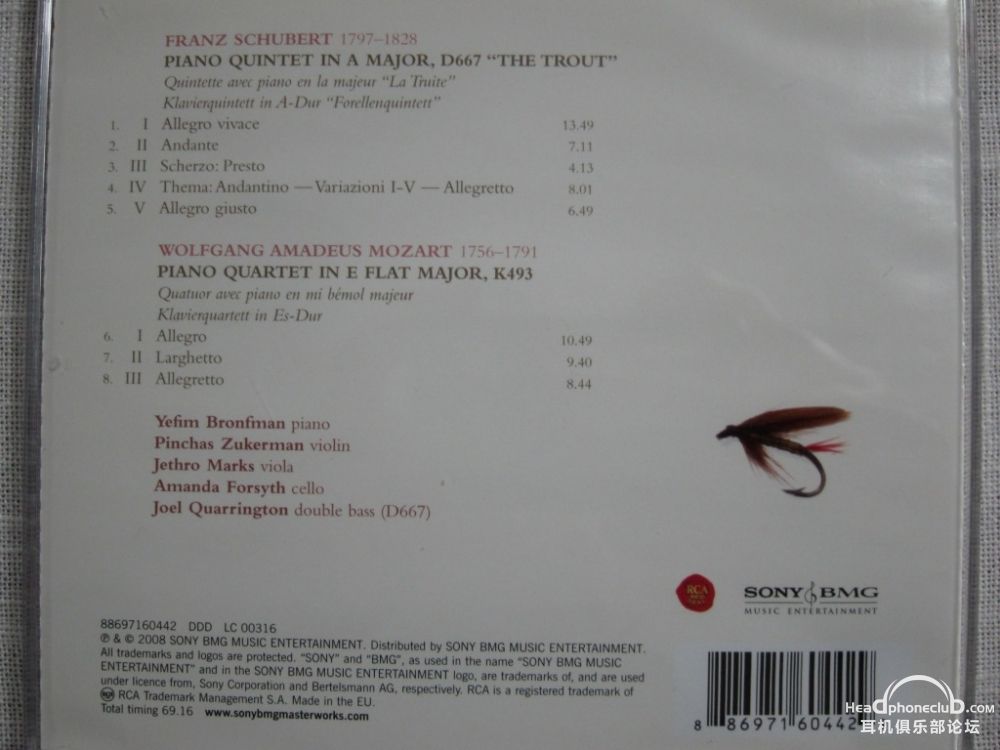 FRANZ SCHUBERT 1797–1828
PIANO QUINTET IN A MAJOR, D667 “THE TROUT”
Quintette avec piano en la majeur “La Truite”
Klavierquintett in A-Dur “Forellenquintett”
1. I Allegro vivace 13.49
2. II Andante 7.11
3. III Scherzo: Presto 4.13
4. IV Thema: Andantino — Variazioni I-V — Allegretto 8.01
5. V Allegro giusto 6.49
WOLFGANG AMADEUS MOZART 1756–1791
PIANO QUARTET IN E FLAT MAJOR, K493
Quatuor avec piano en mi bémol majeur
Klavierquartett in Es-Dur
6. I Allegro 10.49
7. II Larghetto 9.40
8. III Allegretto 8.44
Yefim Bronfman piano
Pinchas Zukerman violin
Jethro Marks viola
Amanda Forsyth cello
Joel Quarrington double bass (D667)
RCA
SONY BMG
MUSIC ENTERTAINMENT
88697160442 DDD LC 00316
℗ & © 2008 SONY BMG MUSIC ENTERTAINMENT. Distributed by SONY BMG MUSIC ENTERTAINMENT.
All trademarks and logos are protected. “SONY” and “BMG”, as used in the name “SONY BMG MUSIC
ENTERTAINMENT” and in the SONY BMG MUSIC ENTERTAINMENT logo, are trademarks of, and are used
under licence from, Sony Corporation and Bertelsmann AG, respectively. RCA is a registered trademark of
RCA Trademark Management S.A. Made in the EU.
Total timing 69.16 www.sonybmgmasterworks.com
8 86971 60442
HeadphoneclubD.com
耳机俱乐部论坛